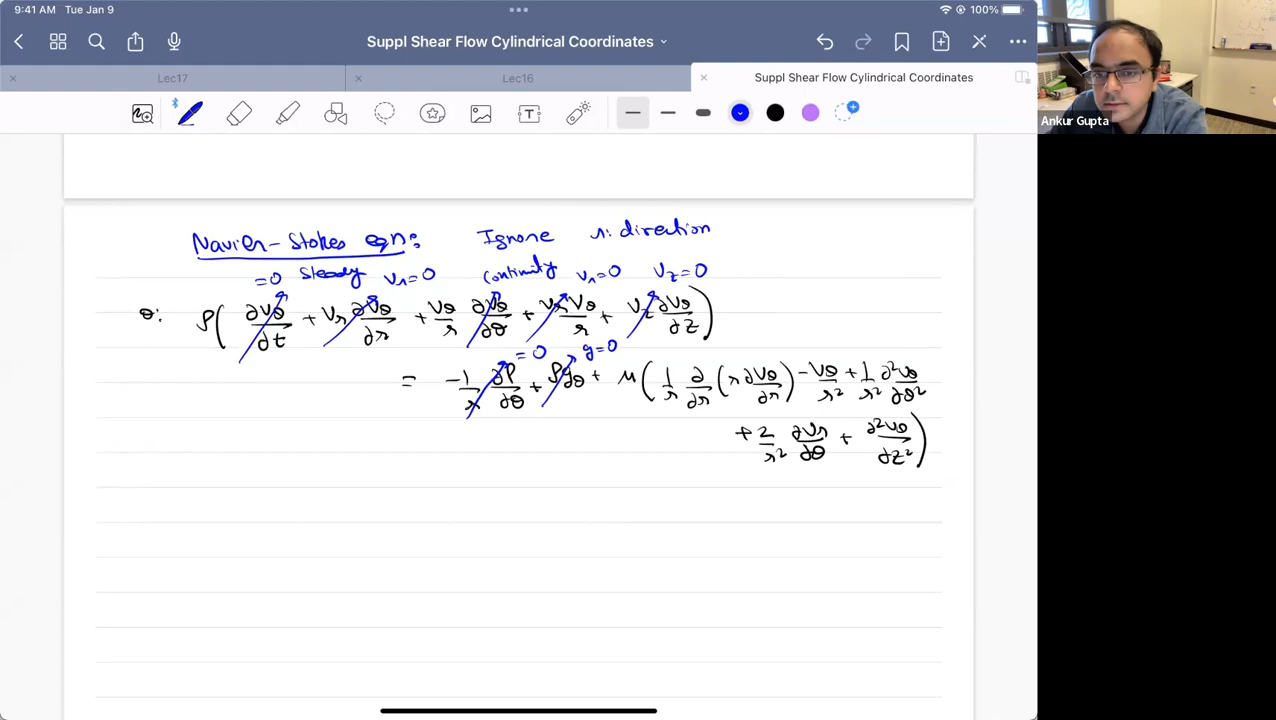 9:41 AM Tue Jan 9
100%
Suppl Shear Flow Cylindrical Coordinates
Lec17
Lec16
Suppl Shear Flow Cylindrical Coordinates
T
Ankur Gupta
Navier-Stokes eqn: Ignore r: direction
=0 Steady vr=0 continuity vr=0 vz=0
θ: ρ( ∂vθ/∂t + vr ∂vθ/∂r + vθ/r ∂vθ/∂θ + vr vθ/r + vz ∂vθ/∂z )
=0 g=0
= -1/r ∂P/∂θ + ρgθ + μ( 1/r ∂/∂r (r ∂vθ/∂r) - vθ/r² + 1/r² ∂²vθ/∂θ²
+ 2/r² ∂vr/∂θ + ∂²vθ/∂z² )